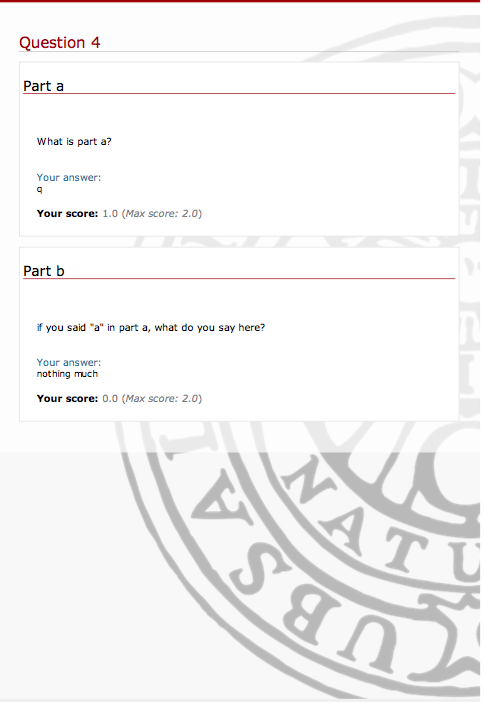 Question 4
Part a
What is part a?
Your answer:
q
Your score: 1.0 (Max score: 2.0)
Part b
if you said "a" in part a, what do you say here?
Your answer:
nothing much
Your score: 0.0 (Max score: 2.0)